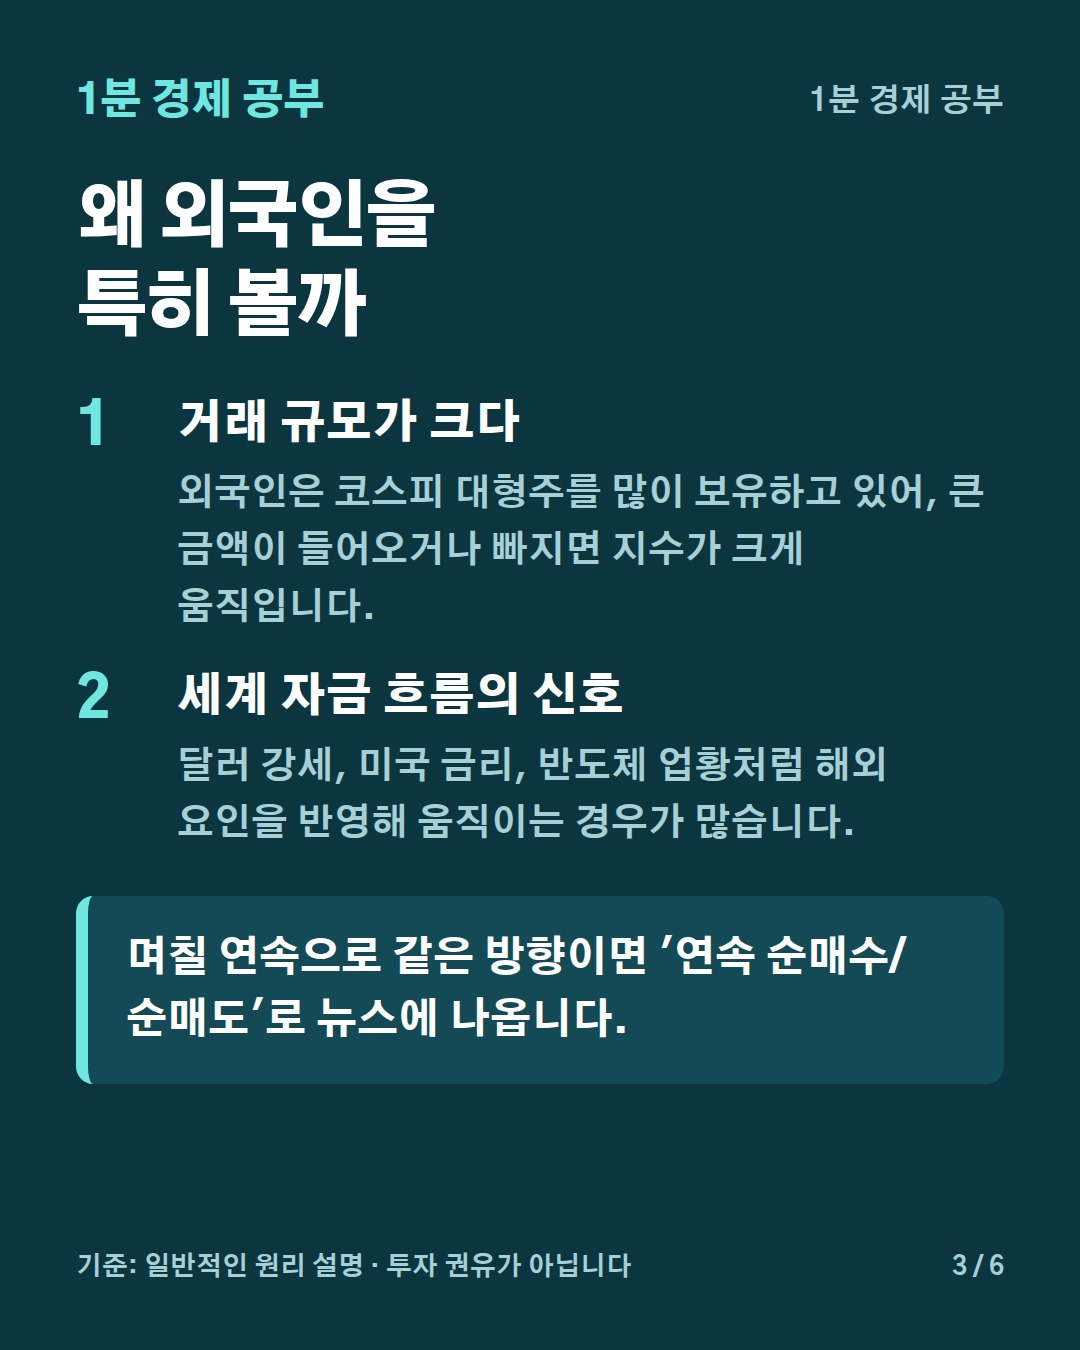 1분 경제 공부
1분 경제 공부
왜 외국인을
특히 볼까
1 거래 규모가 크다
외국인은 코스피 대형주를 많이 보유하고 있어, 큰
금액이 들어오거나 빠지면 지수가 크게
움직입니다.
2 세계 자금 흐름의 신호
달러 강세, 미국 금리, 반도체 업황처럼 해외
요인을 반영해 움직이는 경우가 많습니다.
며칠 연속으로 같은 방향이면 '연속 순매수/
순매도'로 뉴스에 나옵니다.
기준: 일반적인 원리 설명 · 투자 권유가 아닙니다
3 / 6